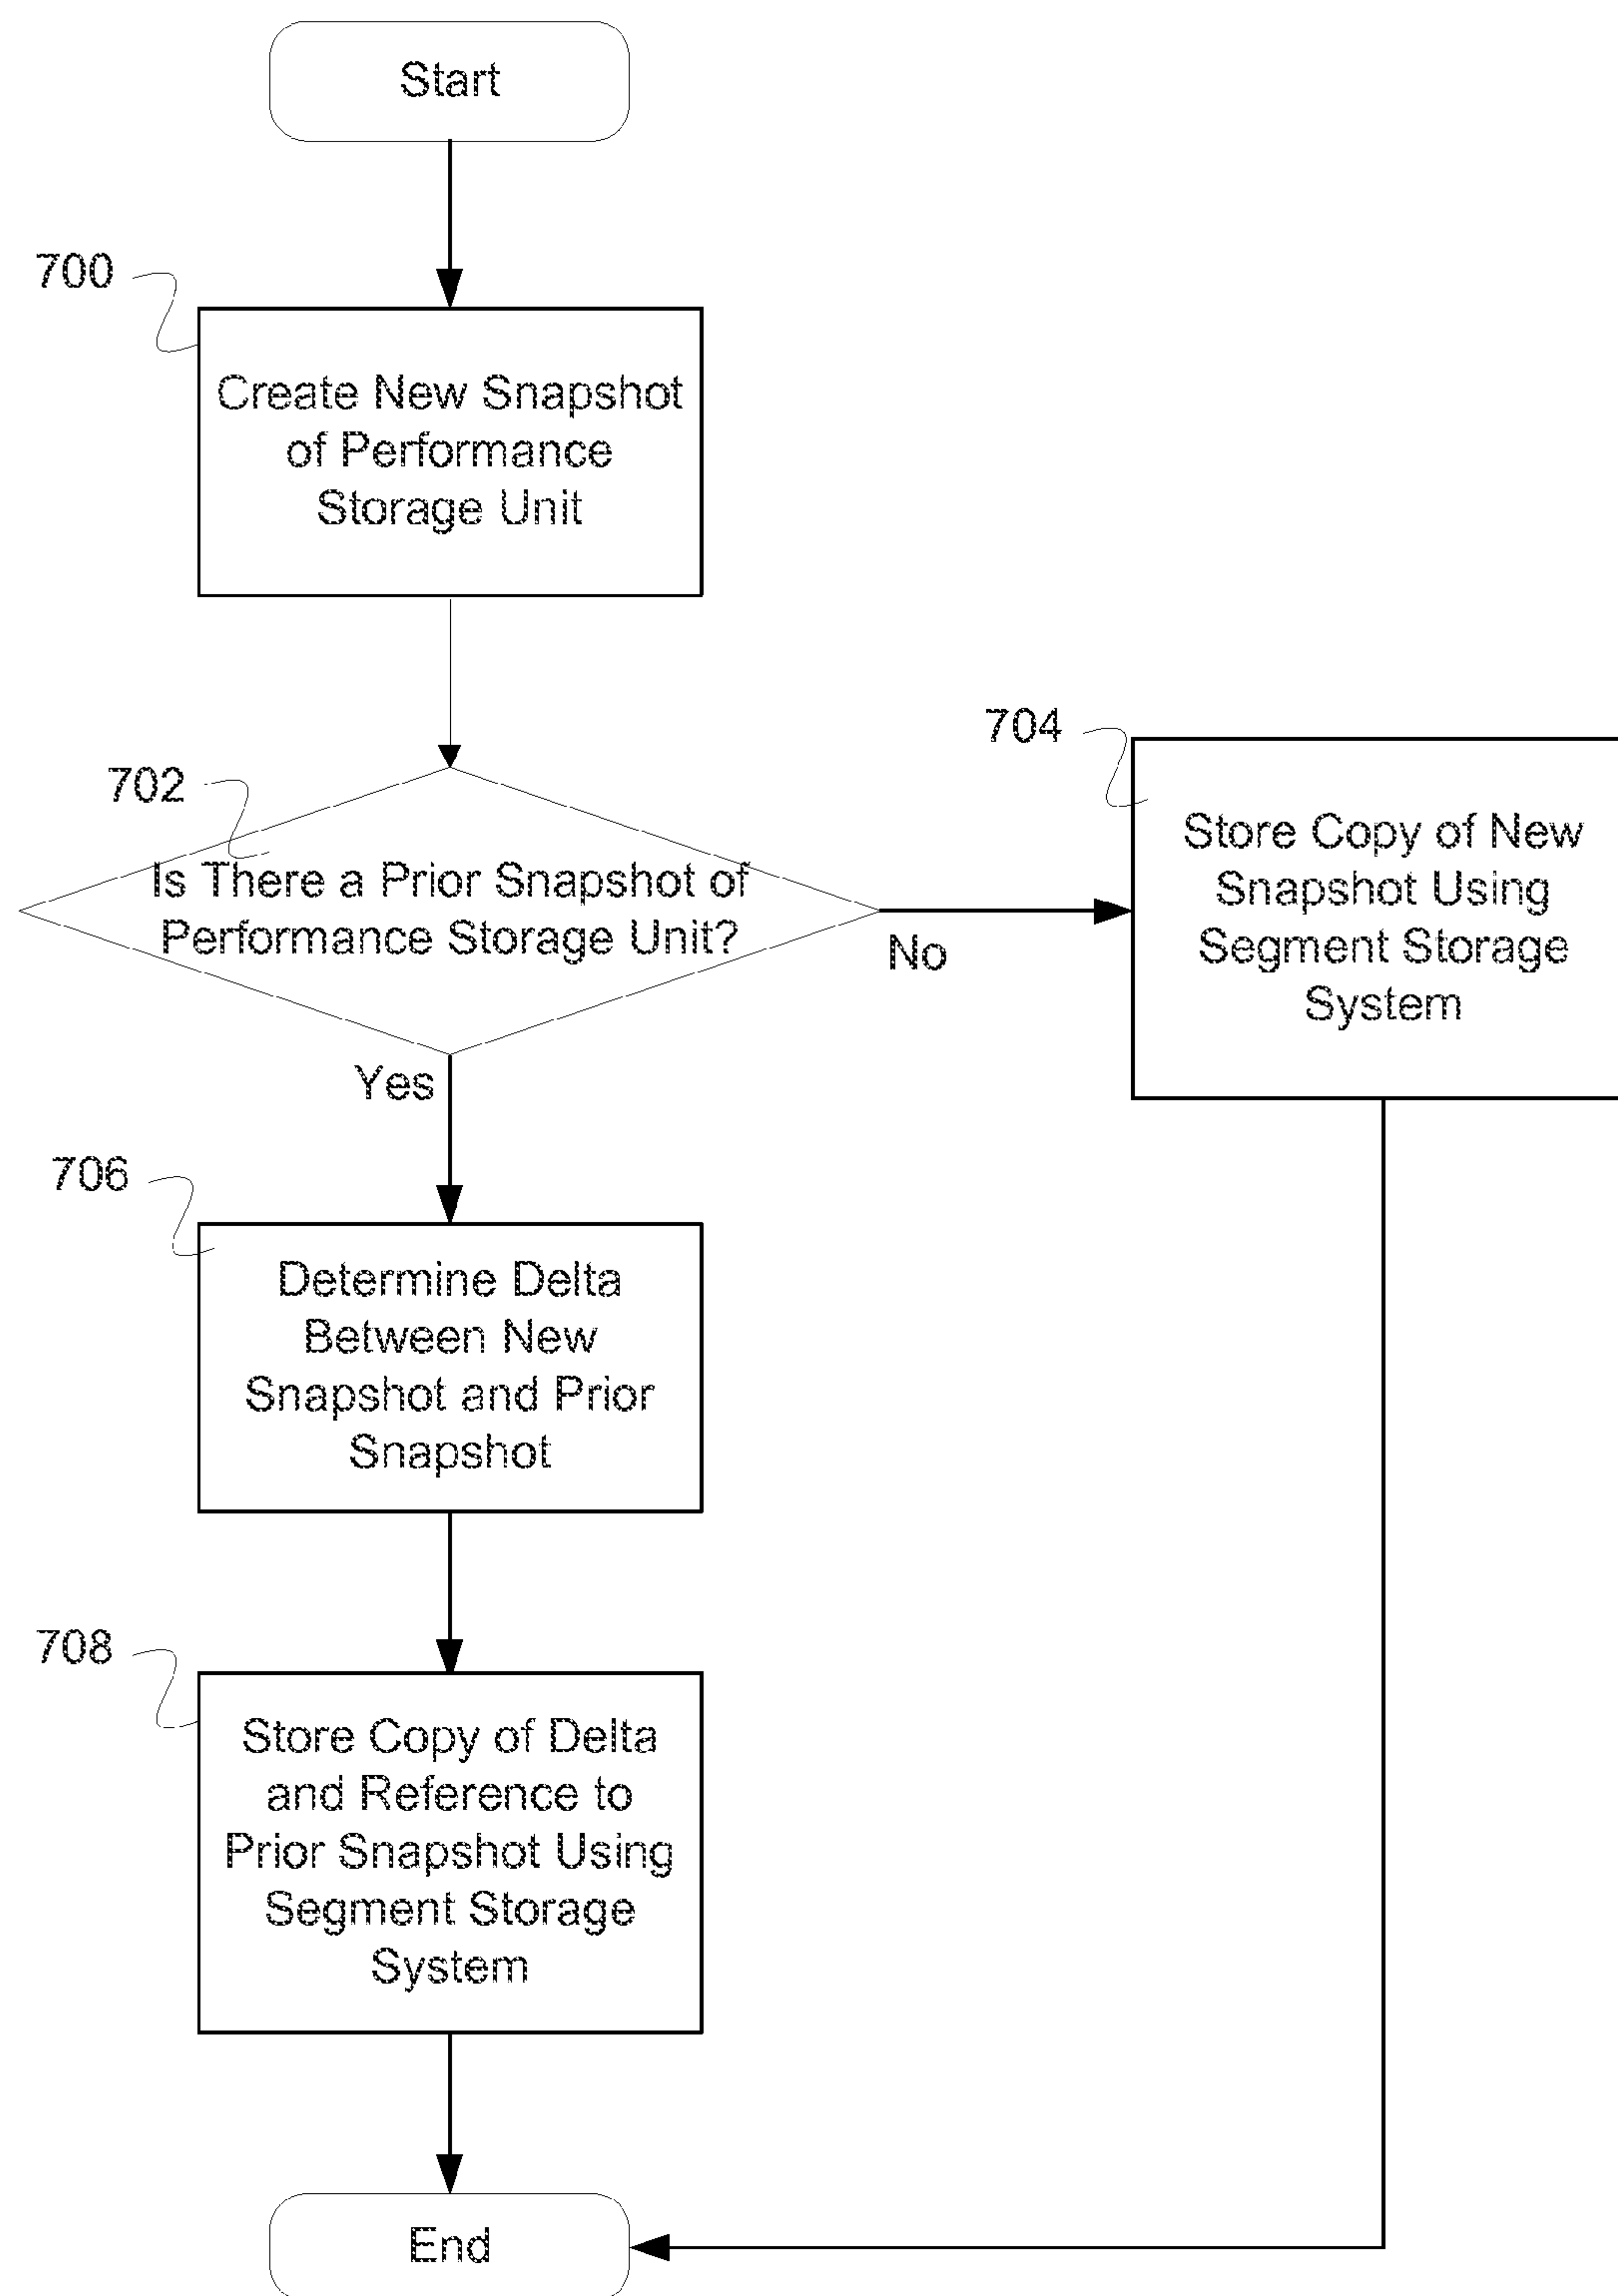 Start
700
Create New Snapshot
of Performance
Storage Unit
702
Is There a Prior Snapshot of
Performance Storage Unit?
No
704
Store Copy of New
Snapshot Using
Segment Storage
System
Yes
706
Determine Delta
Between New
Snapshot and Prior
Snapshot
708
Store Copy of Delta
and Reference to
Prior Snapshot Using
Segment Storage
System
End